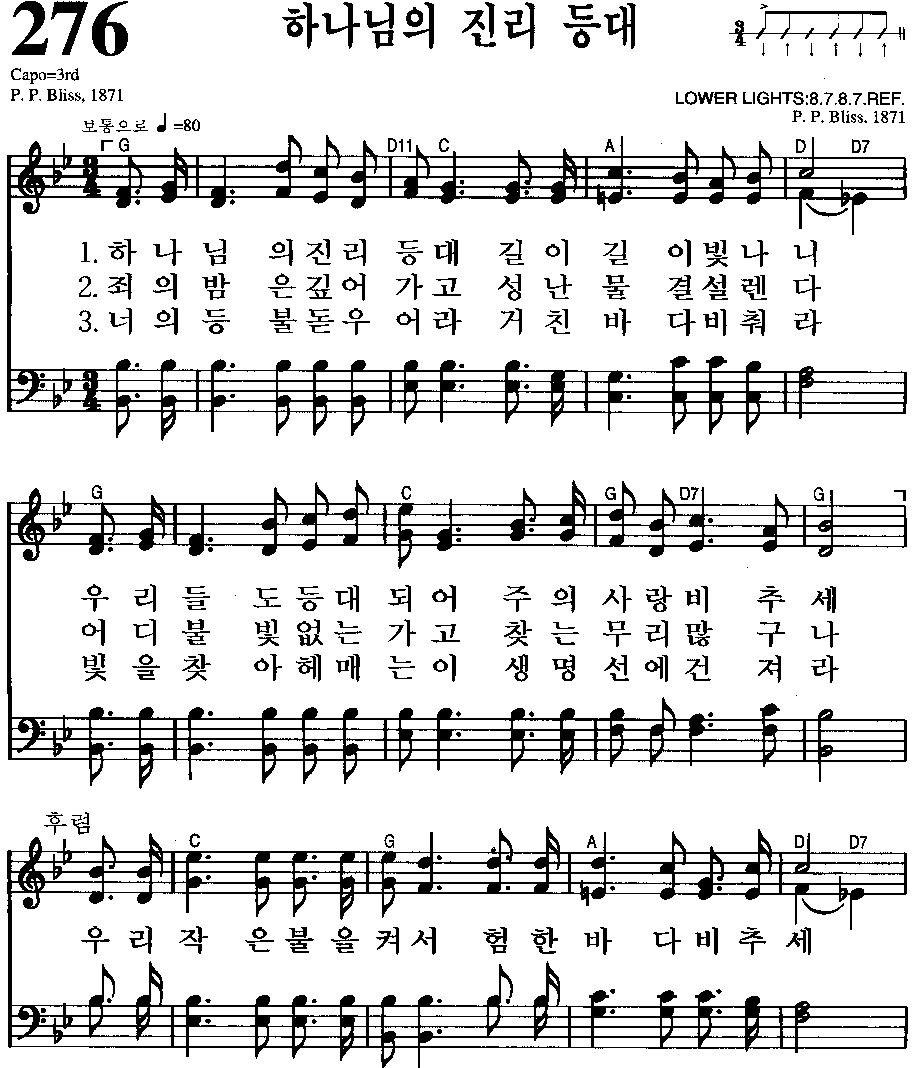 276 하나님의 진리 등대
Capo=3rd
P. P. Bliss, 1871
LOWER LIGHTS:8.7.8.7.REF.
P. P. Bliss, 1871
보통으로 ♩=80
G D11 C A D D7
1. 하 나 님 의 진 리 등 대 길 이 길 이 빛 나 니
2. 죄 의 밤 은 깊 어 가 고 성 난 물 결 설 렌 다
3. 너 의 등 불 돋 우 어 라 거 친 바 다 비 춰 라
G C G D7 G
우 리 들 도 등 대 되 어 주 의 사 랑 비 추 세
어 디 불 빛 없 는 가 고 찾 는 무 리 많 구 나
빛 을 찾 아 헤 매 는 이 생 명 선 에 건 져 라
후렴
C G A D D7
우 리 작 은 불 을 켜 서 험 한 바 다 비 추 세